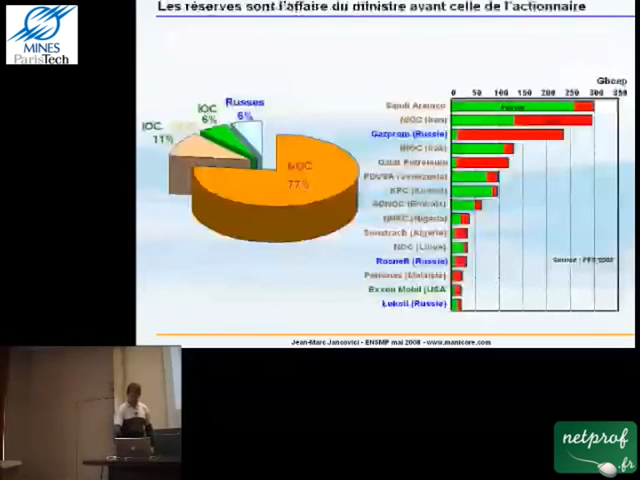 Les réserves sont l'affaire du ministre avant celle de l'actionnaire
MINES
ParisTech
Gbeep
0 50 100 150 200 250 300 350
Saudi Aramco
NIOC (Iran)
Gazprom (Russie)
INOC (Irak)
Qatar Petroleum
PDVSA (Venezuela)
KPC (Koweit)
ADNOC (Emirats)
NNPC (Nigeria)
Sonatrach (Algérie)
NOC (Libye)
Rosneft (Russie)
Petronas (Malaisie)
Exxon Mobil (USA
Lukoil (Russie)
Russes
6%
IOC
6%
IOC
11%
NOC
77%
Jean-Marc Jancovici - ENSMP mai 2008 - www.manicore.com
netprof
.fr